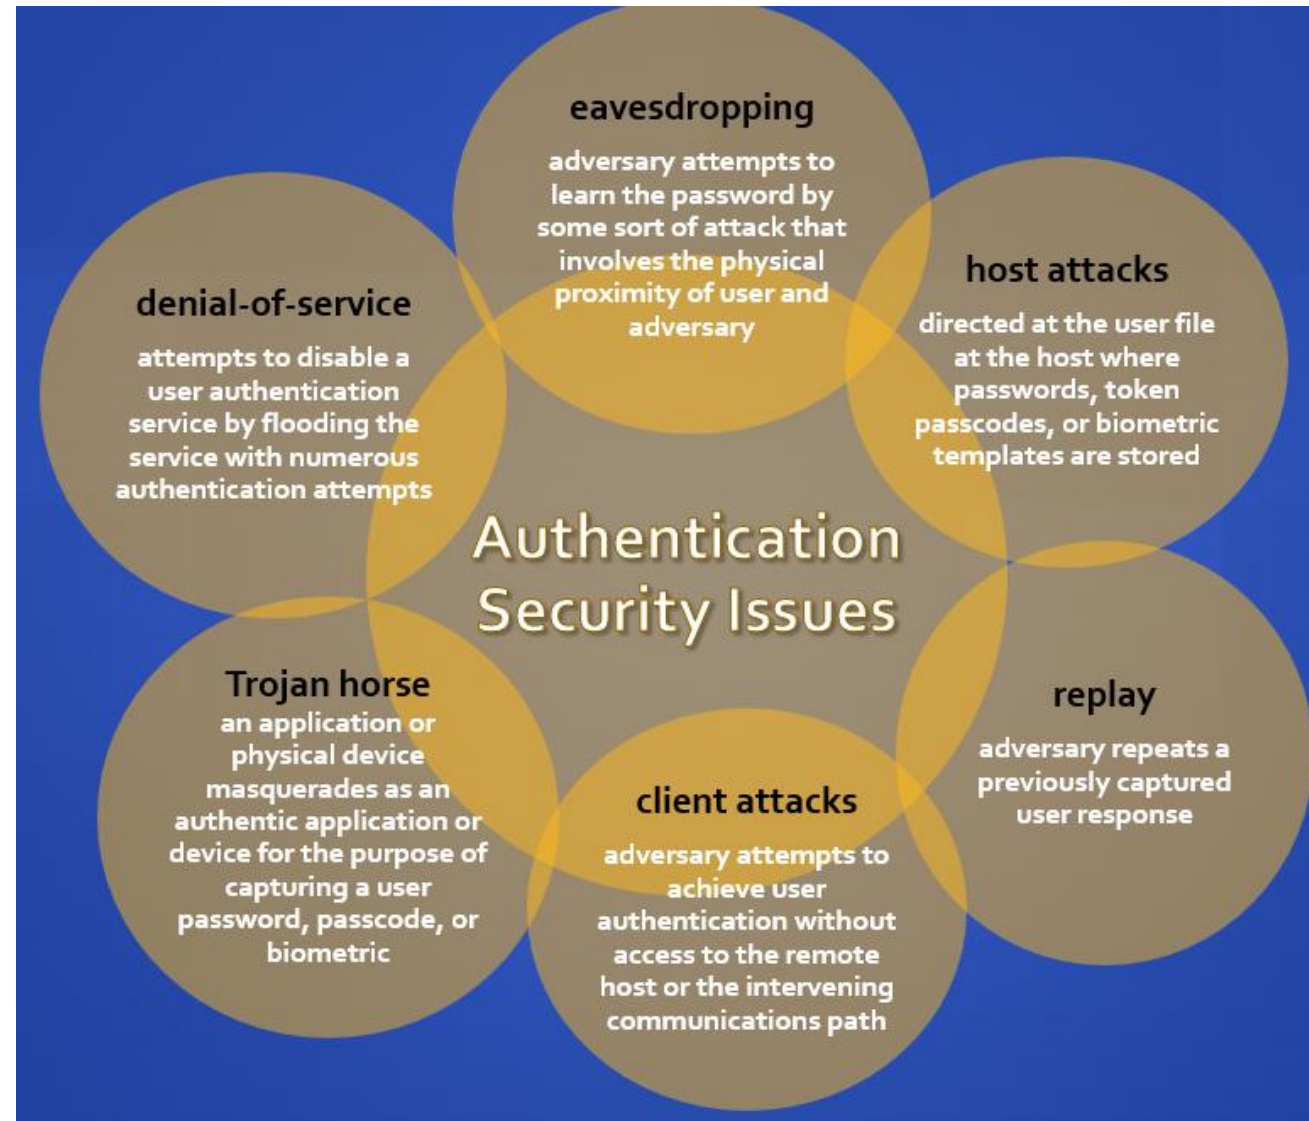 eavesdropping
adversary attempts to
learn the password by
some sort of attack that
involves the physical
proximity of user and
adversary
host attacks
directed at the user file
at the host where
passwords, token
passcodes, or biometric
templates are stored
replay
adversary repeats a
previously captured
user response
client attacks
adversary attempts to
achieve user
authentication without
access to the remote
host or the intervening
communications path
Trojan horse
an application or
physical device
masquerades as an
authentic application or
device for the purpose of
capturing a user
password, passcode, or
biometric
denial-of-service
attempts to disable a
user authentication
service by flooding the
service with numerous
authentication attempts
Authentication
Security Issues